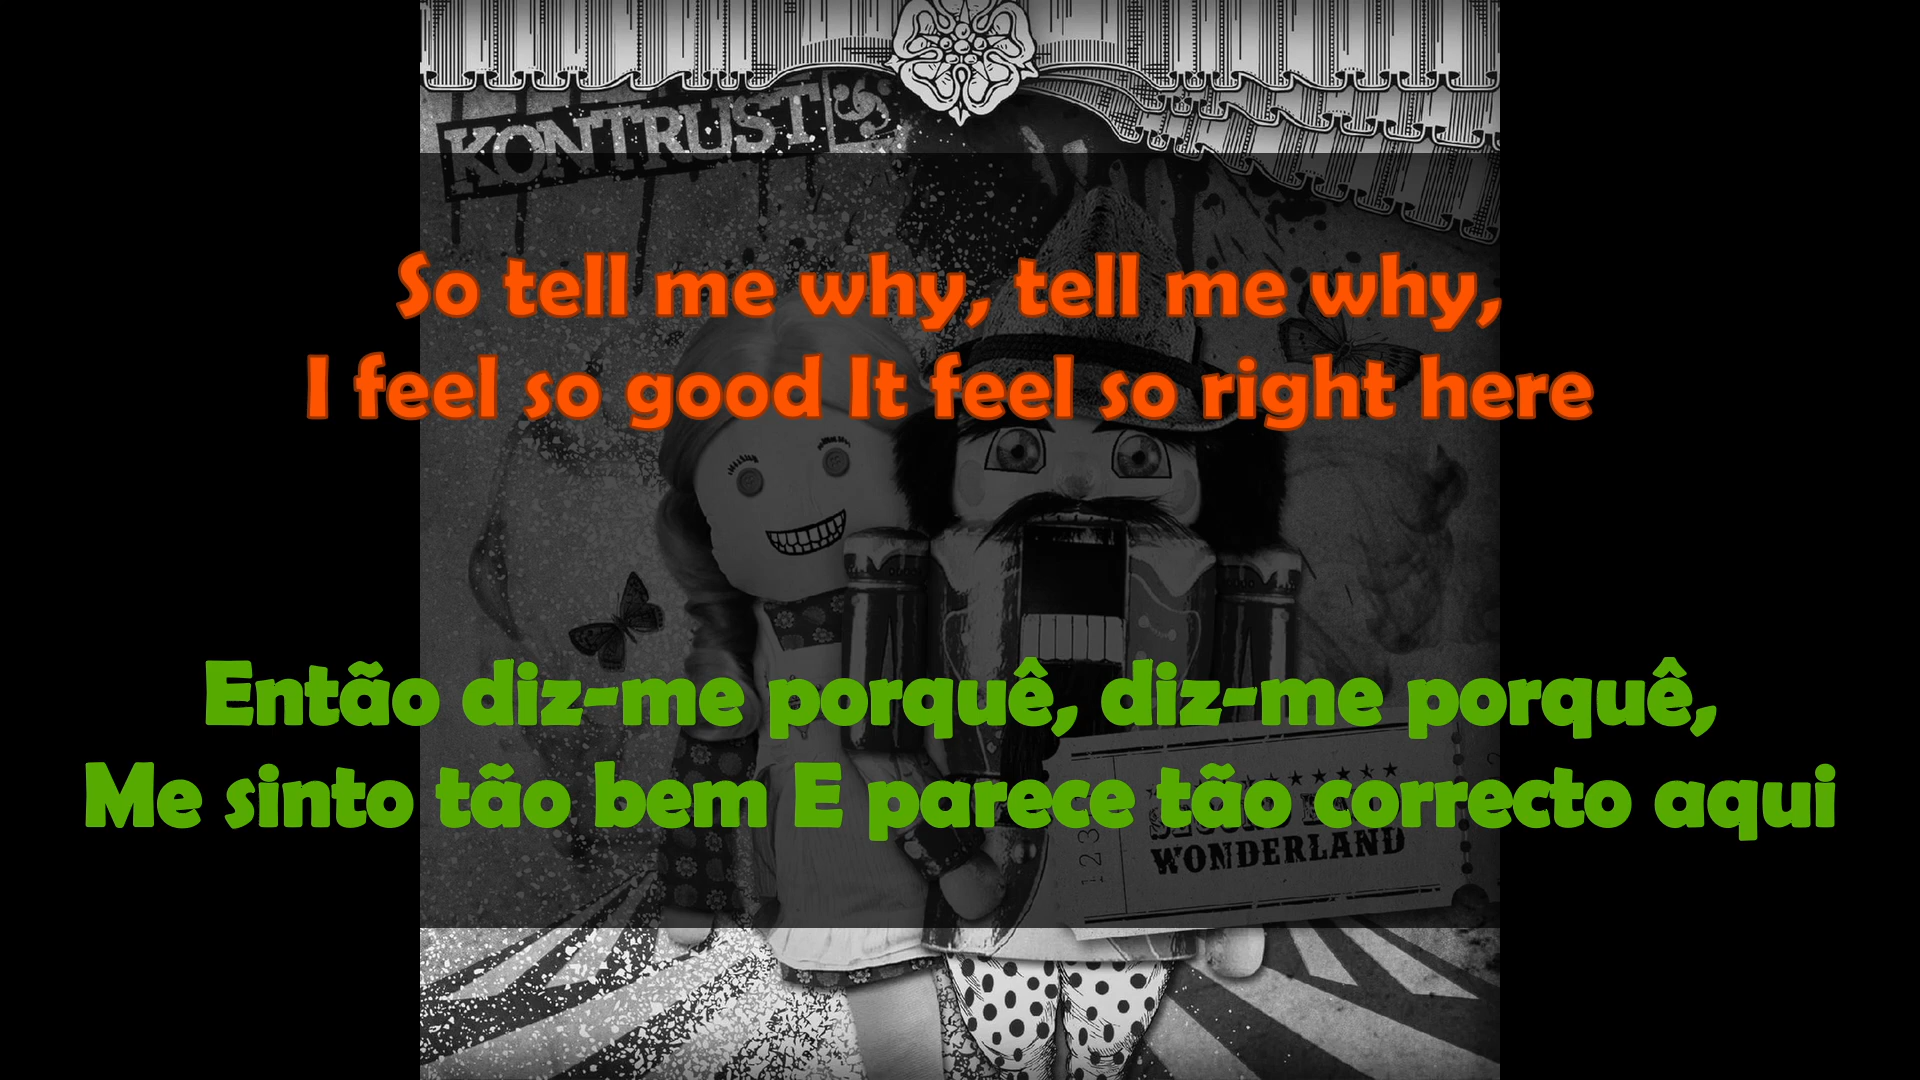 KONTRUST
So tell me why, tell me why,
I feel so good It feel so right here
Então diz-me porquê, diz-me porquê,
Me sinto tão bem E parece tão correcto aqui
WONDERLAND